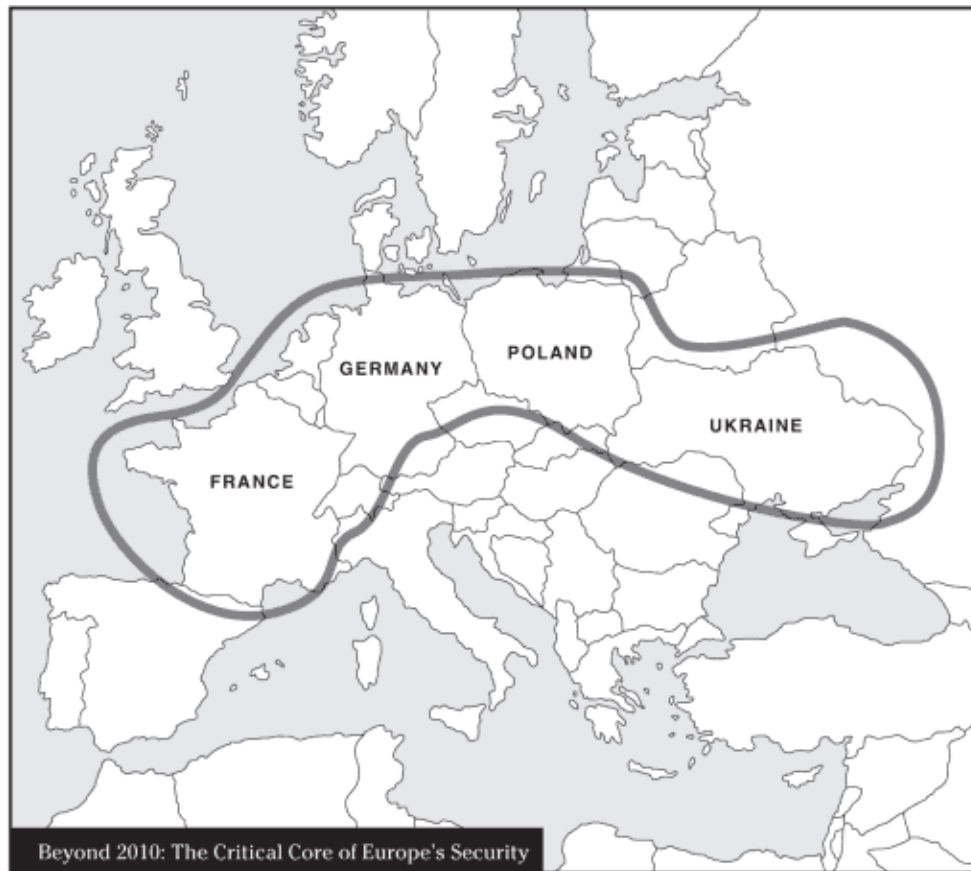 GERMANY
POLAND
UKRAINE
FRANCE
Beyond 2010: The Critical Core of Europe's Security